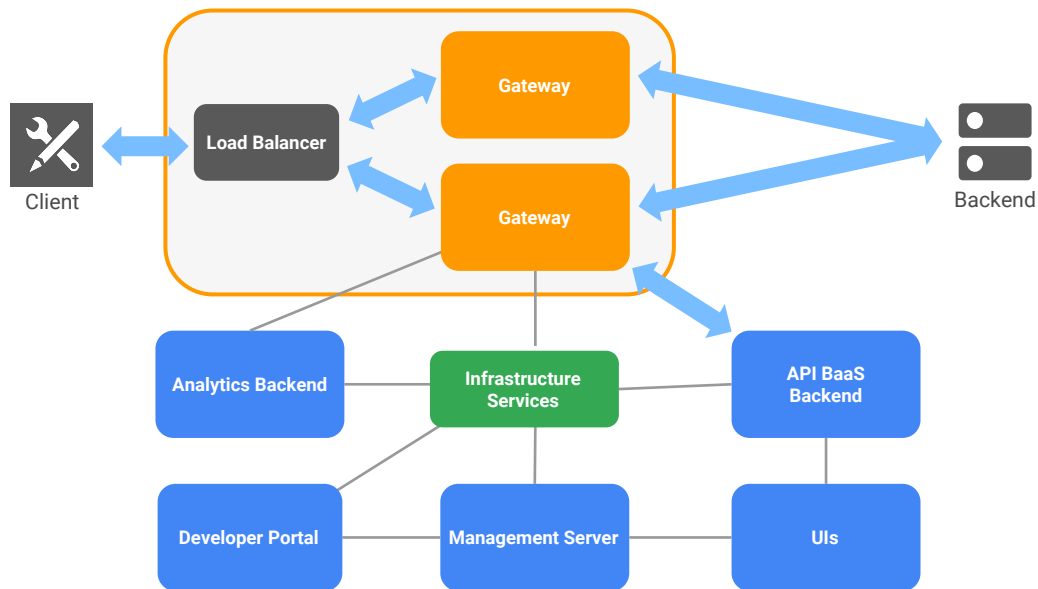 Gateway
Load Balancer
Client
Gateway
Backend
Analytics Backend
Infrastructure
Services
API BaaS
Backend
Developer Portal
Management Server
UIs